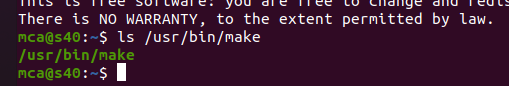 This is free software: you are free to change and redis
There is NO WARRANTY, to the extent permitted by law.
mca@s40:~$ ls /usr/bin/make
/usr/bin/make
mca@s40:~$